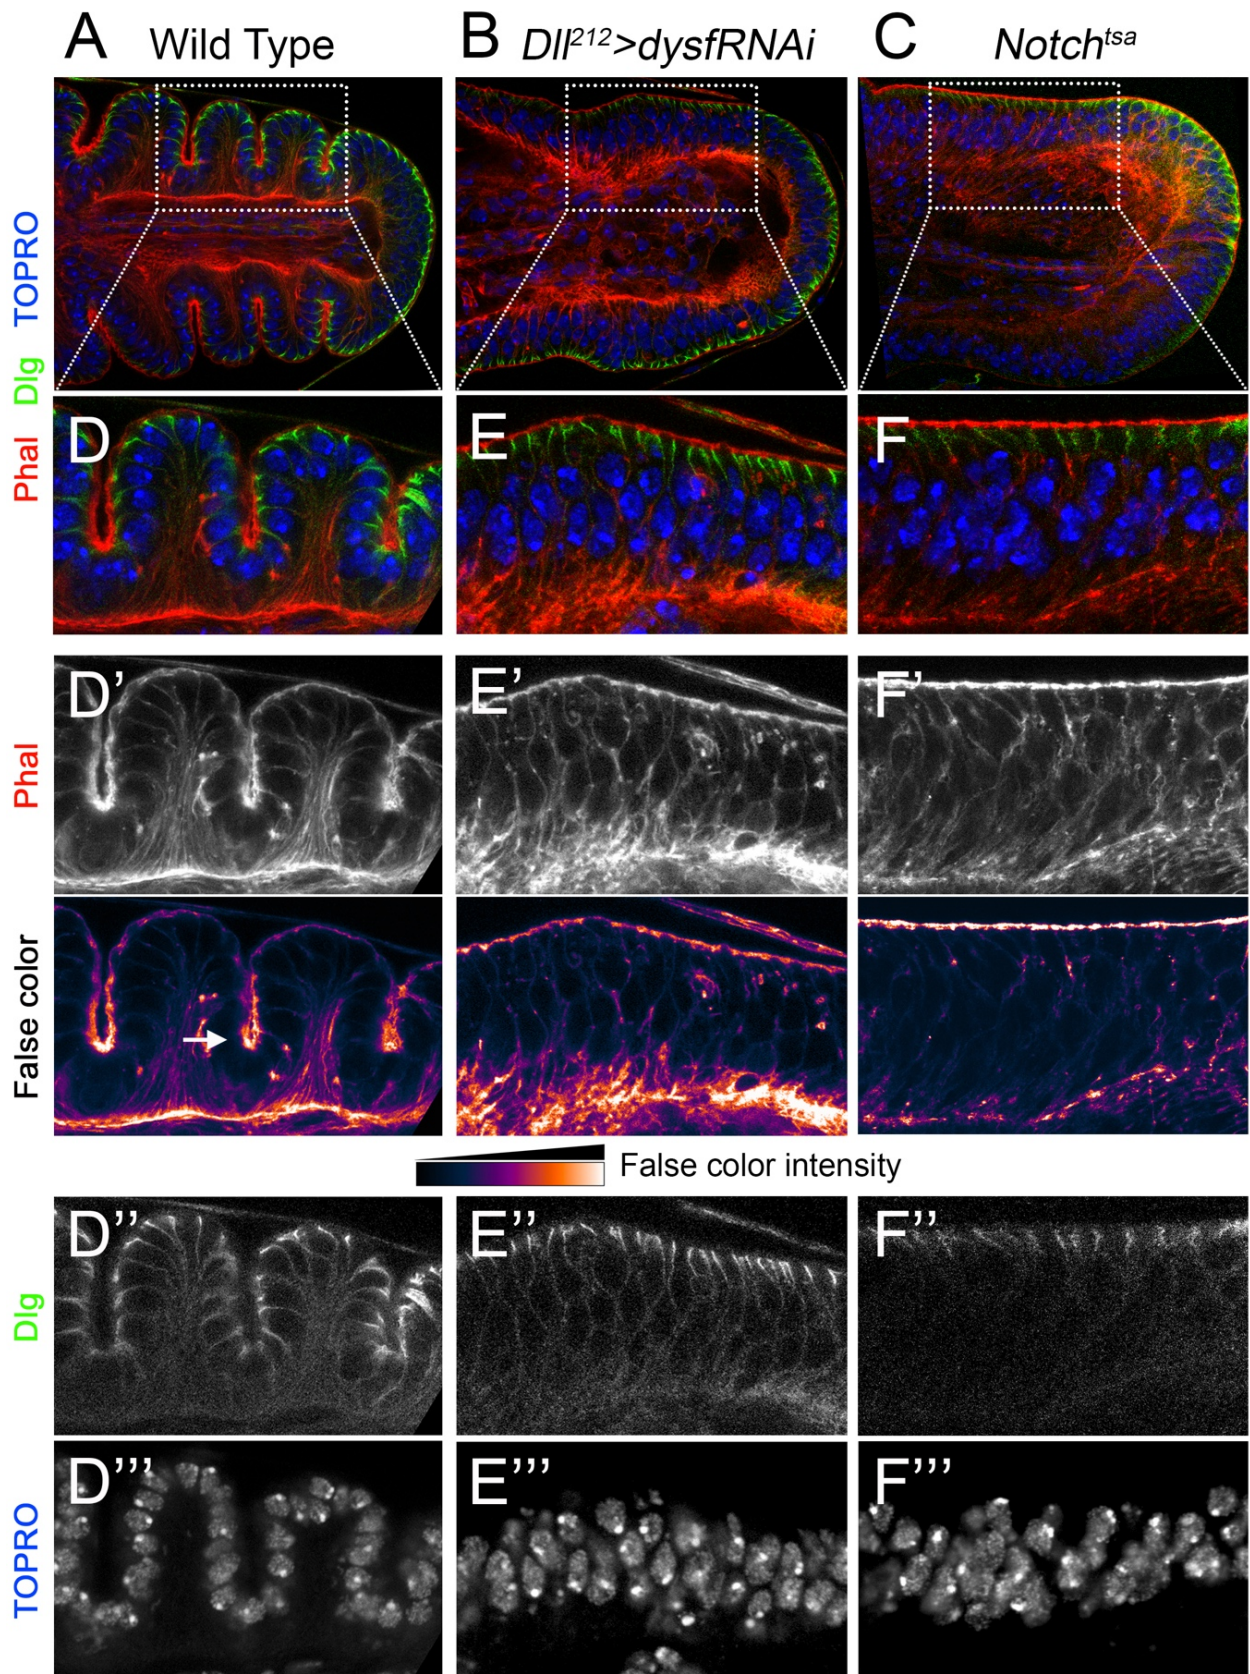 A Wild Type
B Dll²¹²>dysfRNAi
C Notchᵗˢᵃ
Phal Dlg TOPRO
D
E
F
Phal
D’
E’
F’
False color
False color intensity
Dlg
D’’
E’’
F’’
TOPRO
D’’’
E’’’
F’’’